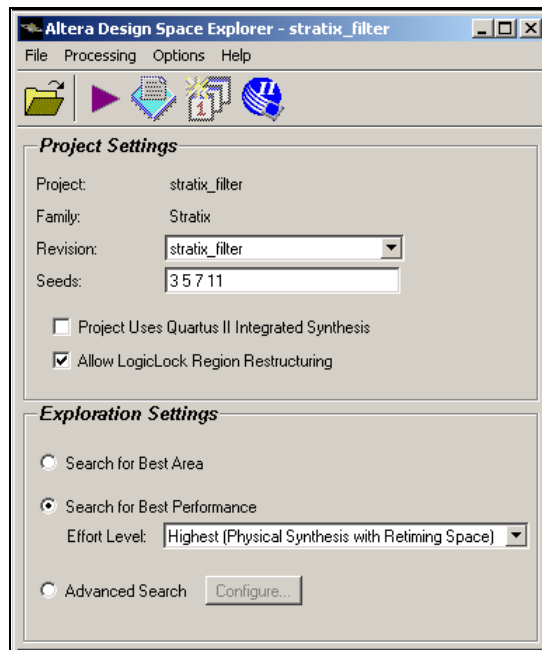 Altera Design Space Explorer - stratix_filter
File Processing Options Help
1 II
Project Settings
Project: stratix_filter
Family: Stratix
Revision: stratix_filter
Seeds: 3 5 7 11
Project Uses Quartus II Integrated Synthesis
Allow LogicLock Region Restructuring
Exploration Settings
Search for Best Area
Search for Best Performance
Effort Level: Highest (Physical Synthesis with Retiming Space)
Advanced Search Configure...